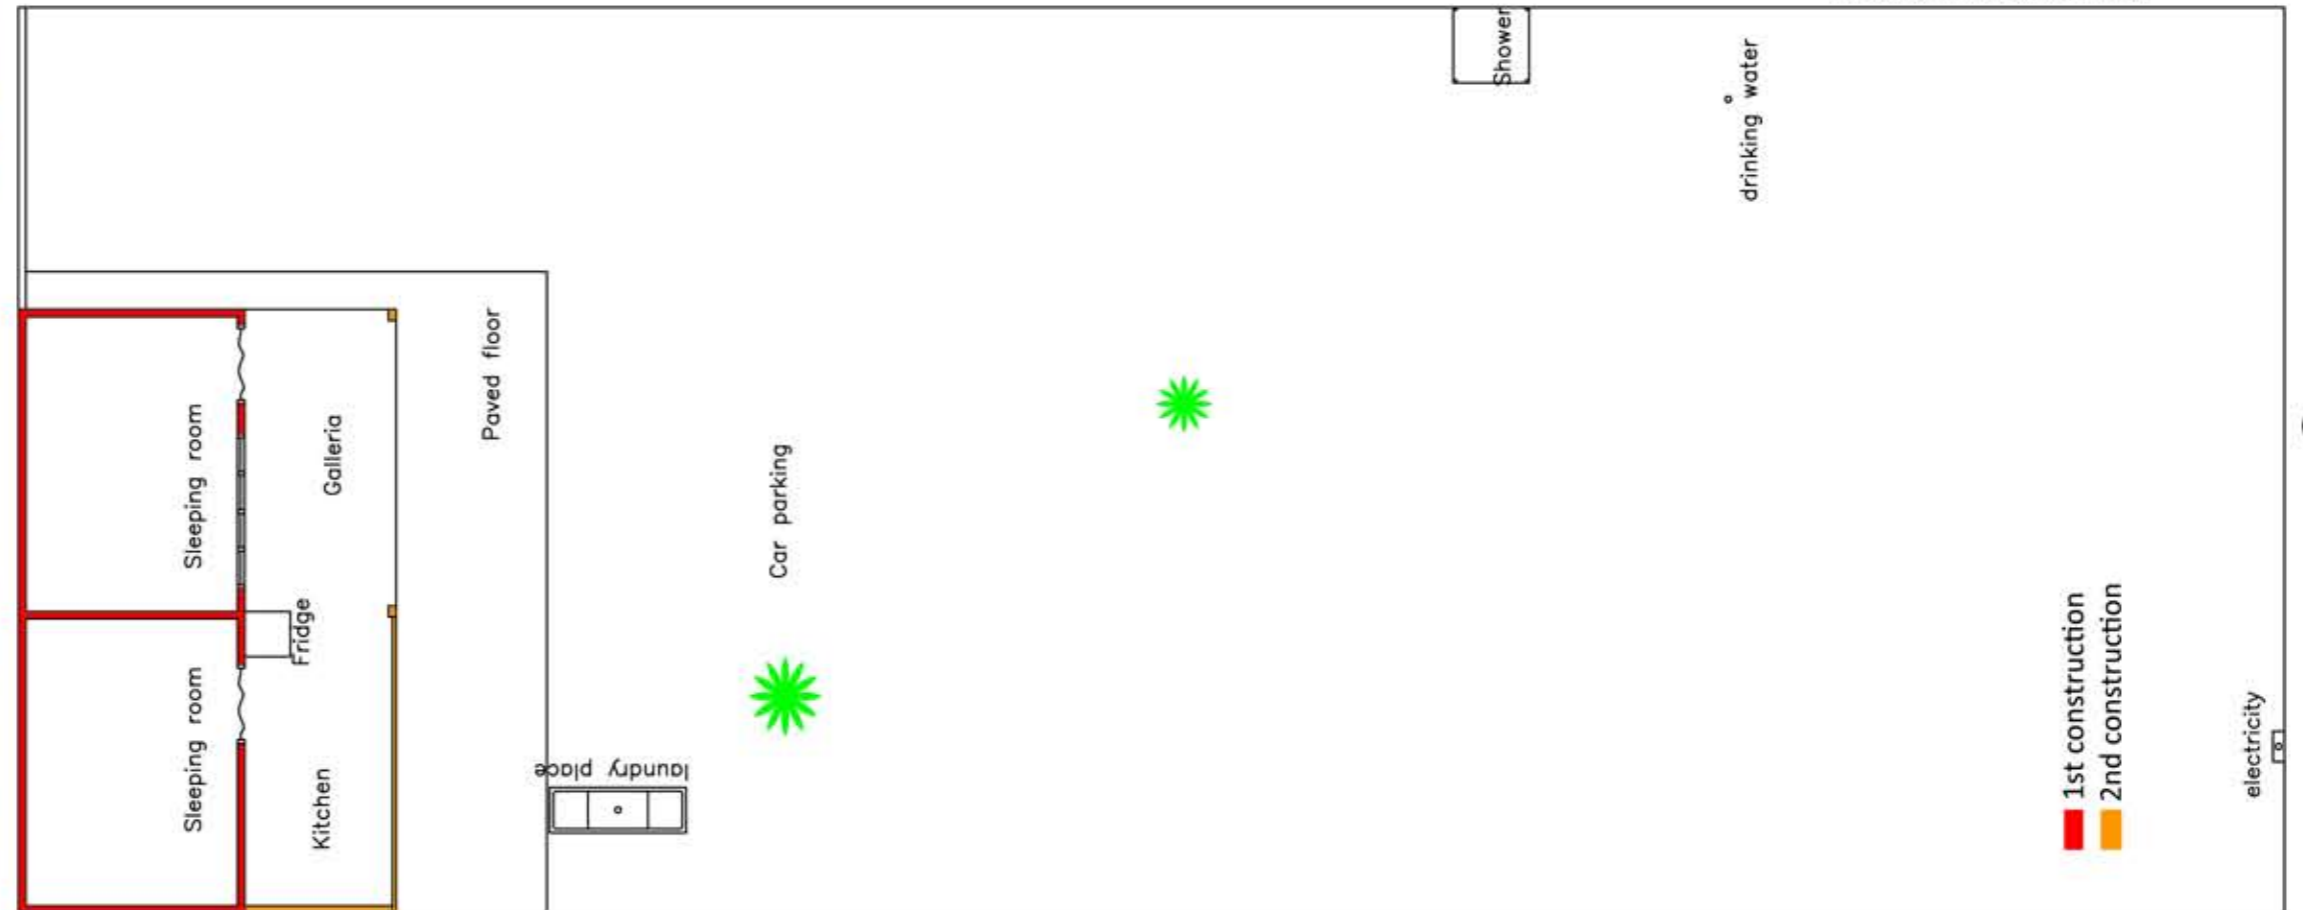 Shower
drinking water
Paved floor
Sleeping room
Galleria
Car parking
Fridge
Sleeping room
Kitchen
laundry place
1st construction
2nd construction
electricity